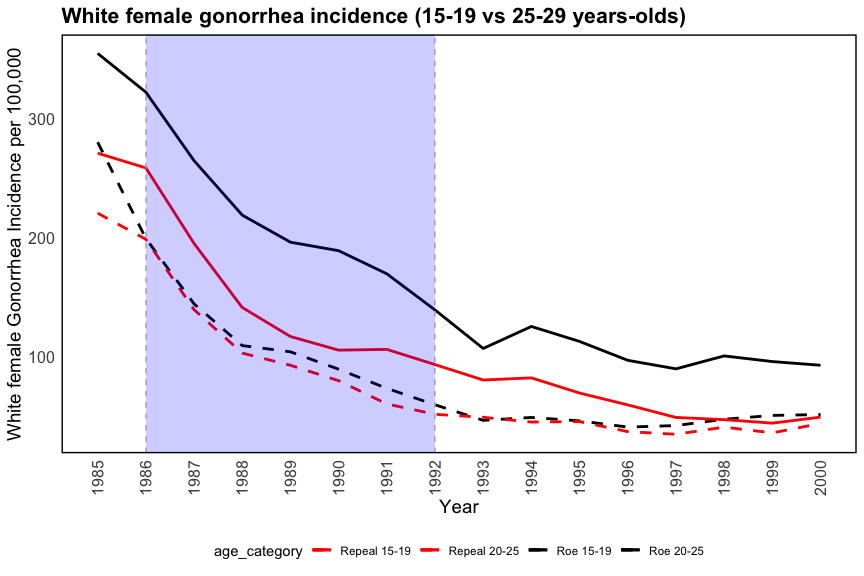 White female gonorrhea incidence (15-19 vs 25-29 years-olds)
White female Gonorrhea Incidence per 100,000
300
200
100
1985 1986 1987 1988 1989 1990 1991 1992 1993 1994 1995 1996 1997 1998 1999 2000
Year
age_category Repeal 15-19 Repeal 20-25 Roe 15-19 Roe 20-25